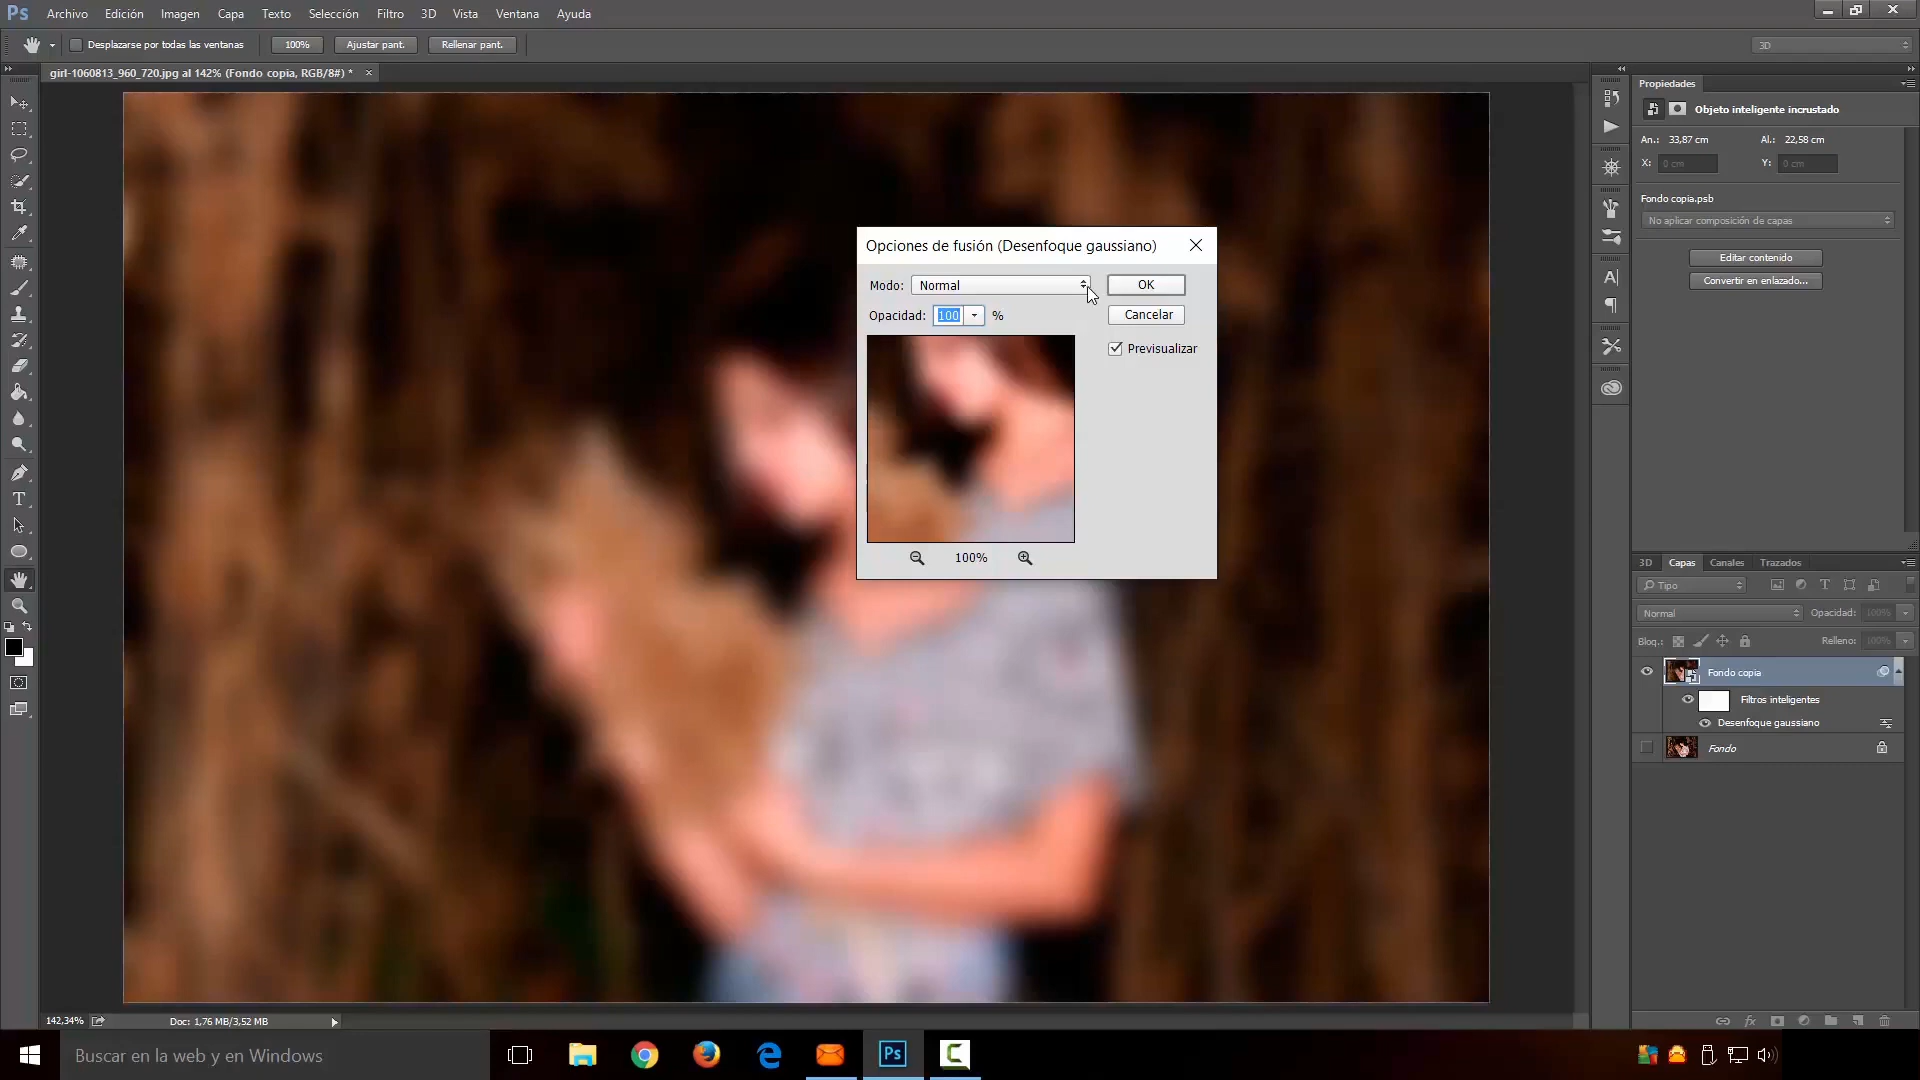 Ps Archivo Edición Imagen Capa Texto Selección Filtro 3D Vista Ventana Ayuda
Desplazarse por todas las ventanas 100% Ajustar pant. Rellenar pant. 3D
girl-1060813_960_720.jpg al 142% (Fondo copia, RGB/8#) * ×
Propiedades
Objeto inteligente incrustado
An.: 33,87 cm Al.: 22,58 cm
X: 0 cm Y: 0 cm
Fondo copia.psb
No aplicar composición de capas
Editar contenido
Convertir en enlazado...
Opciones de fusión (Desenfoque gaussiano)
Modo: Normal OK
Opacidad: 100 % Cancelar
Previsualizar
100%
3D Capas Canales Trazados
Tipo
Normal Opacidad: 100%
Bloq.: Relleno: 100%
Fondo copia
Filtros inteligentes
Desenfoque gaussiano
Fondo
142,34% Doc: 1,76 MB/3,52 MB
Buscar en la web y en Windows Ps